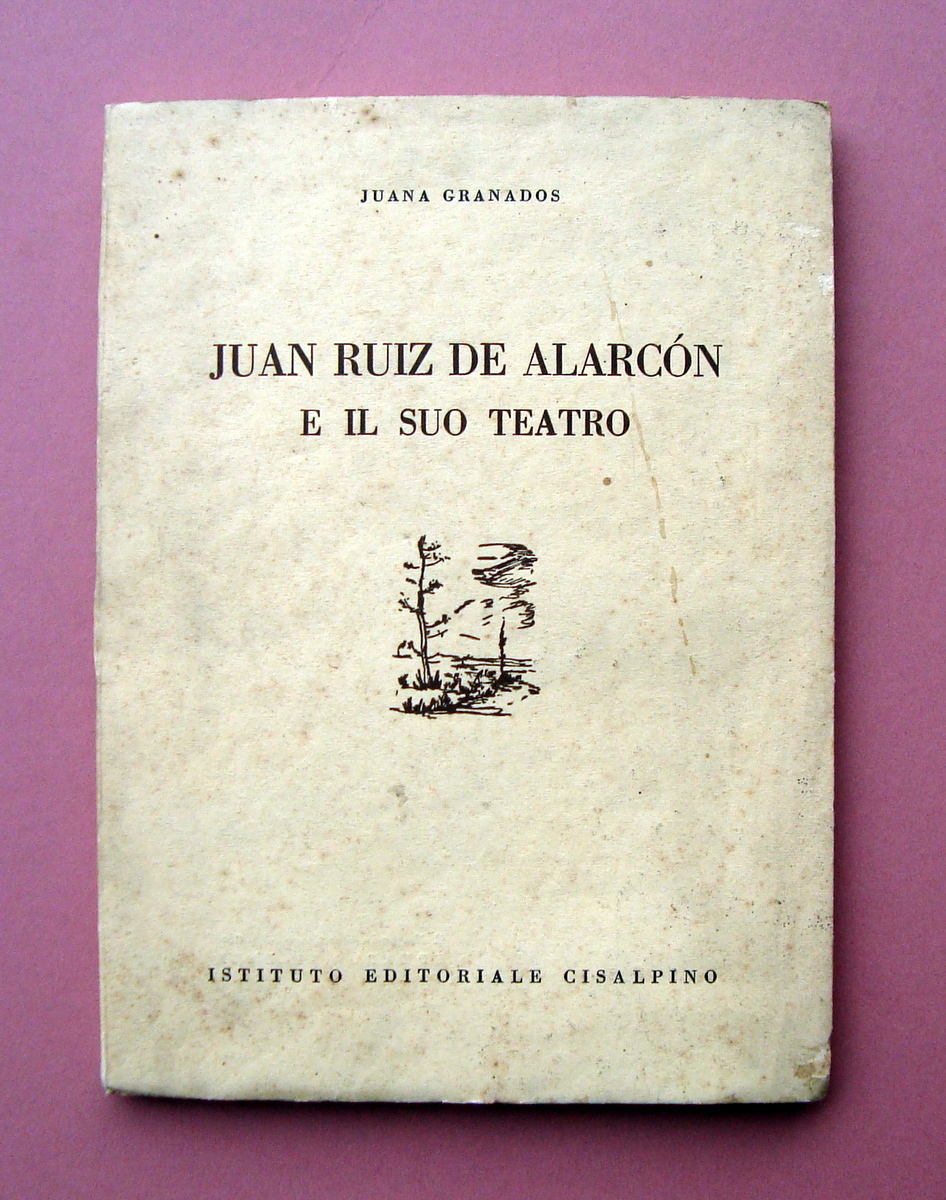 JUANA GRANADOS
JUAN RUIZ DE ALARCÓN
E IL SUO TEATRO
ISTITUTO EDITORIALE CISALPINO